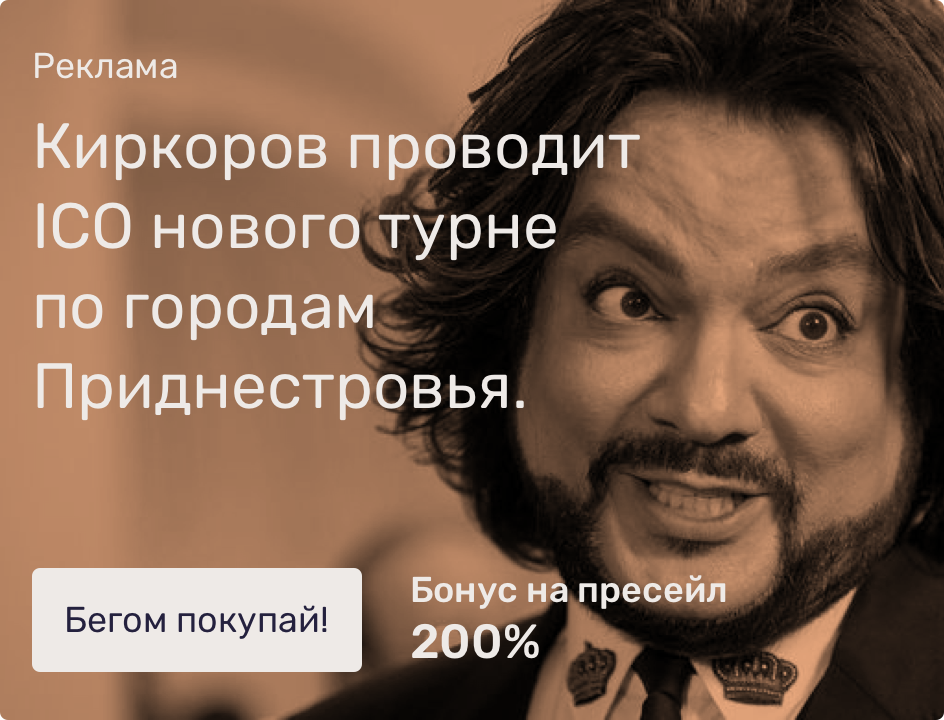 Реклама
Киркоров проводит
ICO нового турне
по городам
Приднестровья.
Бегом покупай!
Бонус на пресейл
200%